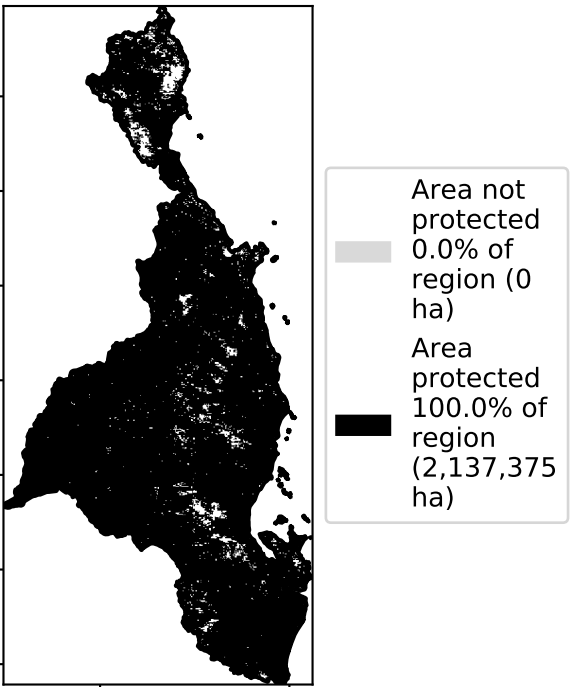 Area not
protected
0.0% of
region (0
ha)
Area
protected
100.0% of
region
(2,137,375
ha)